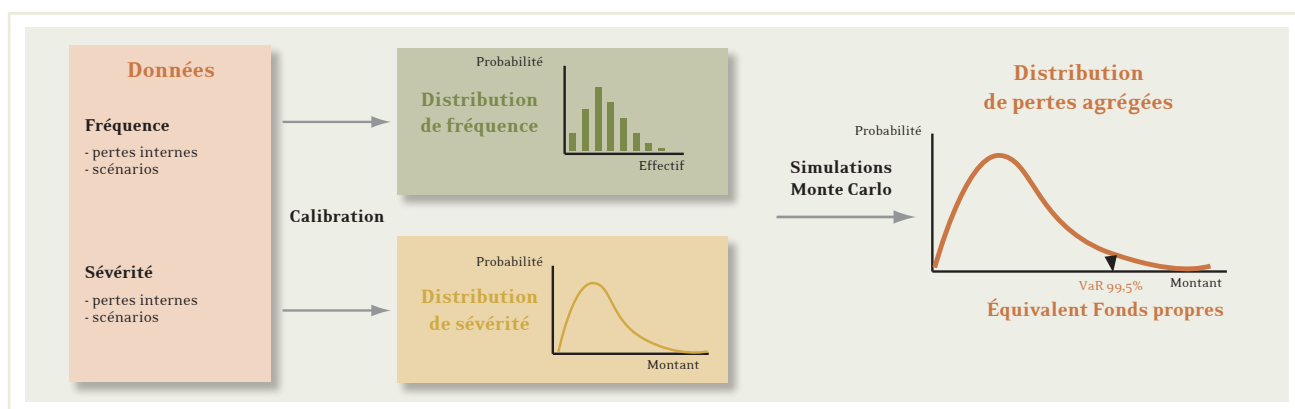 Données
Fréquence
- pertes internes
- scénarios
Sévérité
- pertes internes
- scénarios
Calibration
Probabilité
Distribution
de fréquence
Effectif
Probabilité
Distribution
de sévérité
Montant
Simulations
Monte Carlo
Distribution
de pertes agrégées
Probabilité
VaR 99,5%
Montant
Équivalent Fonds propres